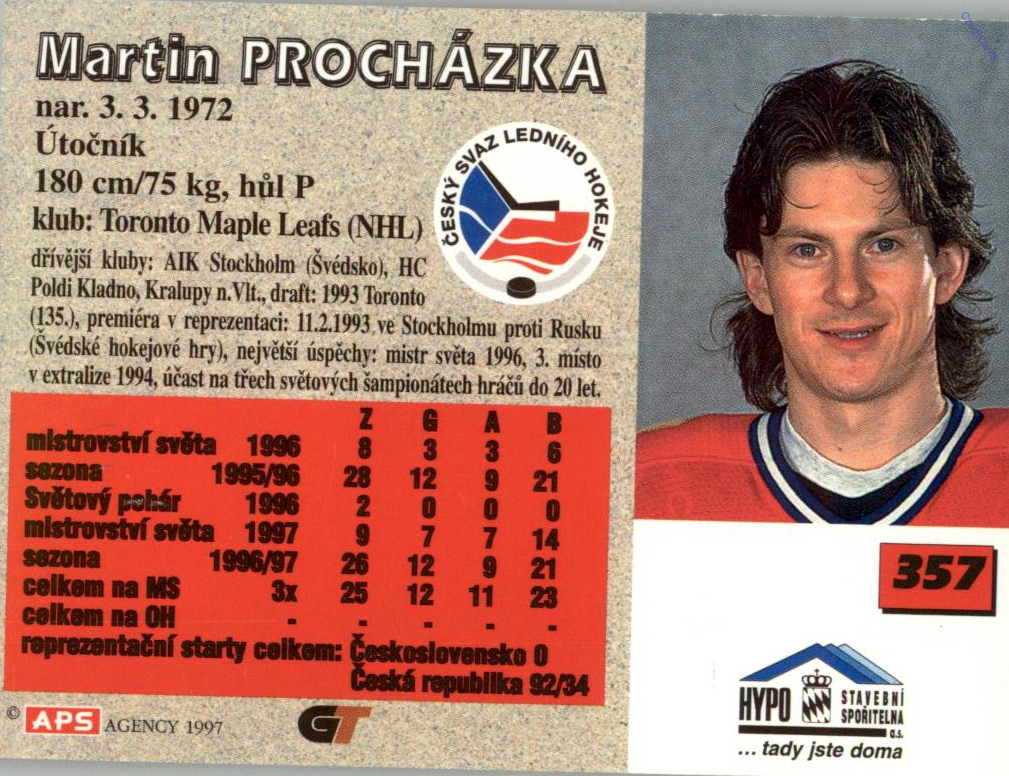 Martin PROCHÁZKA
nar. 3. 3. 1972
Útočník
180 cm/75 kg, hůl P
klub: Toronto Maple Leafs (NHL)
dřívější kluby: AIK Stockholm (Švédsko), HC
Poldi Kladno, Kralupy n.Vlt., draft: 1993 Toronto
(135.), premiéra v reprezentaci: 11.2.1993 ve Stockholmu proti Rusku
(Švédské hokejové hry), největší úspěchy: mistr světa 1996, 3. místo
v extralize 1994, účast na třech světových šampionátech hráčů do 20 let.
ČESKÝ SVAZ LEDNÍHO HOKEJE
Z G A B
mistrovství světa 1996 8 3 3 6
sezona 1995/96 28 12 9 21
Světový pohár 1996 2 0 0 0
mistrovství světa 1997 9 7 7 14
sezona 1996/97 26 12 9 21
celkem na MS 3x 25 12 11 23
celkem na OH - - - - -
reprezentační starty celkem: Československo 0
Česká republika 92/34
© APS AGENCY 1997 GT
357
HYPO STAVEBNÍ
SPOŘITELNA
a.s.
... tady jste doma